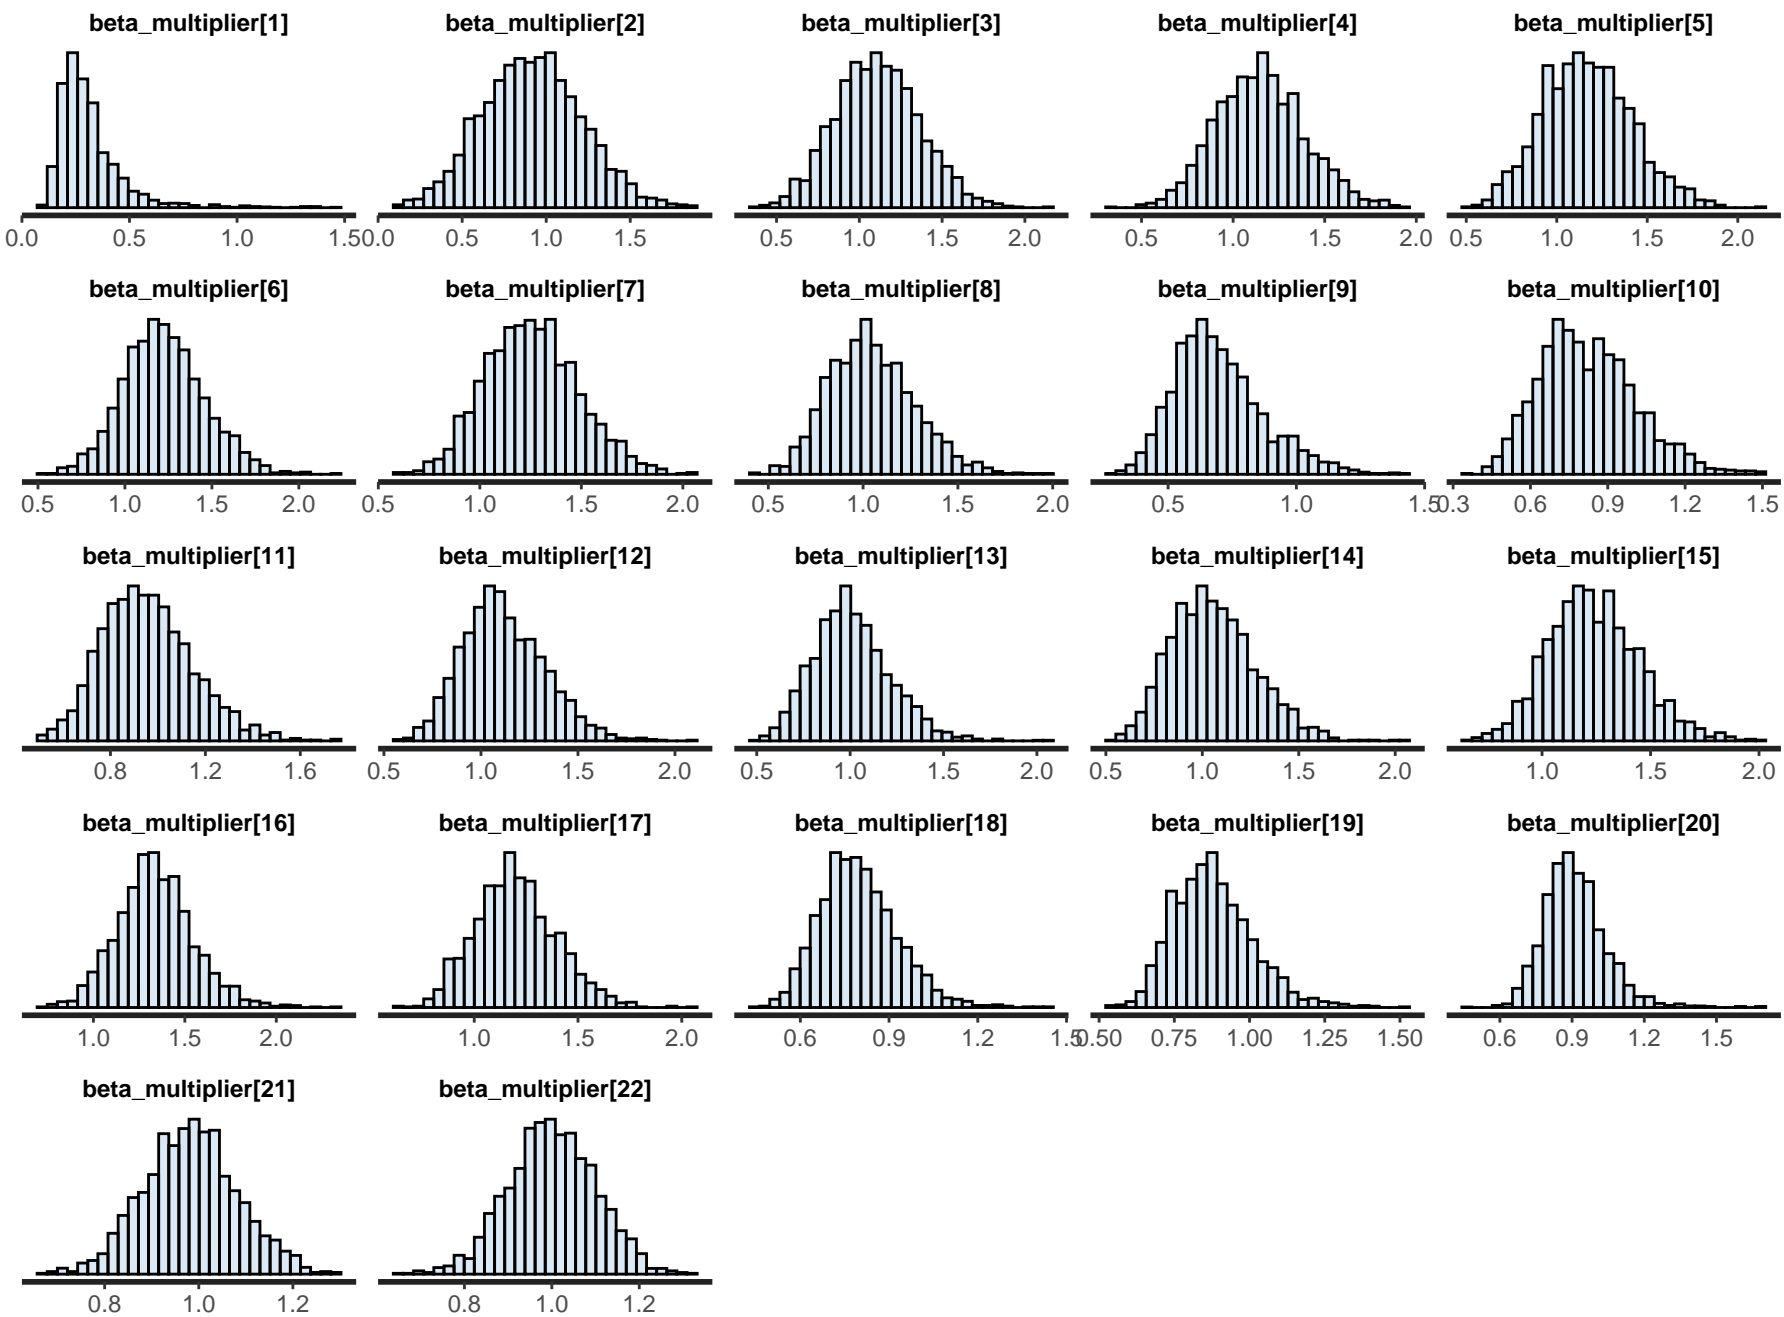 beta_multiplier[1] beta_multiplier[2] beta_multiplier[3] beta_multiplier[4] beta_multiplier[5]
0.0 0.5 1.0 1.50 0.0 0.5 1.0 1.5 0.5 1.0 1.5 2.0 0.5 1.0 1.5 2.0 0.5 1.0 1.5 2.0
beta_multiplier[6] beta_multiplier[7] beta_multiplier[8] beta_multiplier[9] beta_multiplier[10]
0.5 1.0 1.5 2.0 0.5 1.0 1.5 2.0 0.5 1.0 1.5 2.0 0.5 1.0 1.5 0.3 0.6 0.9 1.2 1.5
beta_multiplier[11] beta_multiplier[12] beta_multiplier[13] beta_multiplier[14] beta_multiplier[15]
0.8 1.2 1.6 0.5 1.0 1.5 2.0 0.5 1.0 1.5 2.0 0.5 1.0 1.5 2.0 1.0 1.5 2.0
beta_multiplier[16] beta_multiplier[17] beta_multiplier[18] beta_multiplier[19] beta_multiplier[20]
1.0 1.5 2.0 1.0 1.5 2.0 0.6 0.9 1.2 1.5 0.50 0.75 1.00 1.25 1.50 0.6 0.9 1.2 1.5
beta_multiplier[21] beta_multiplier[22]
0.8 1.0 1.2 0.8 1.0 1.2